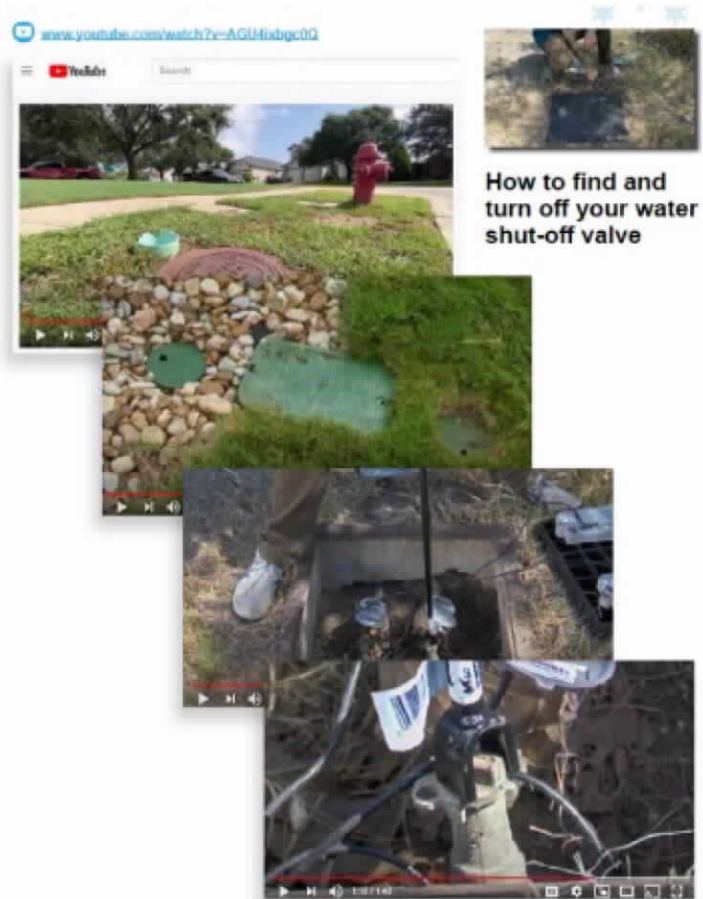 www.youtube.com/watch?v=AGU4ixbgc0Q
YouTube
Search
How to find and
turn off your water
shut-off valve